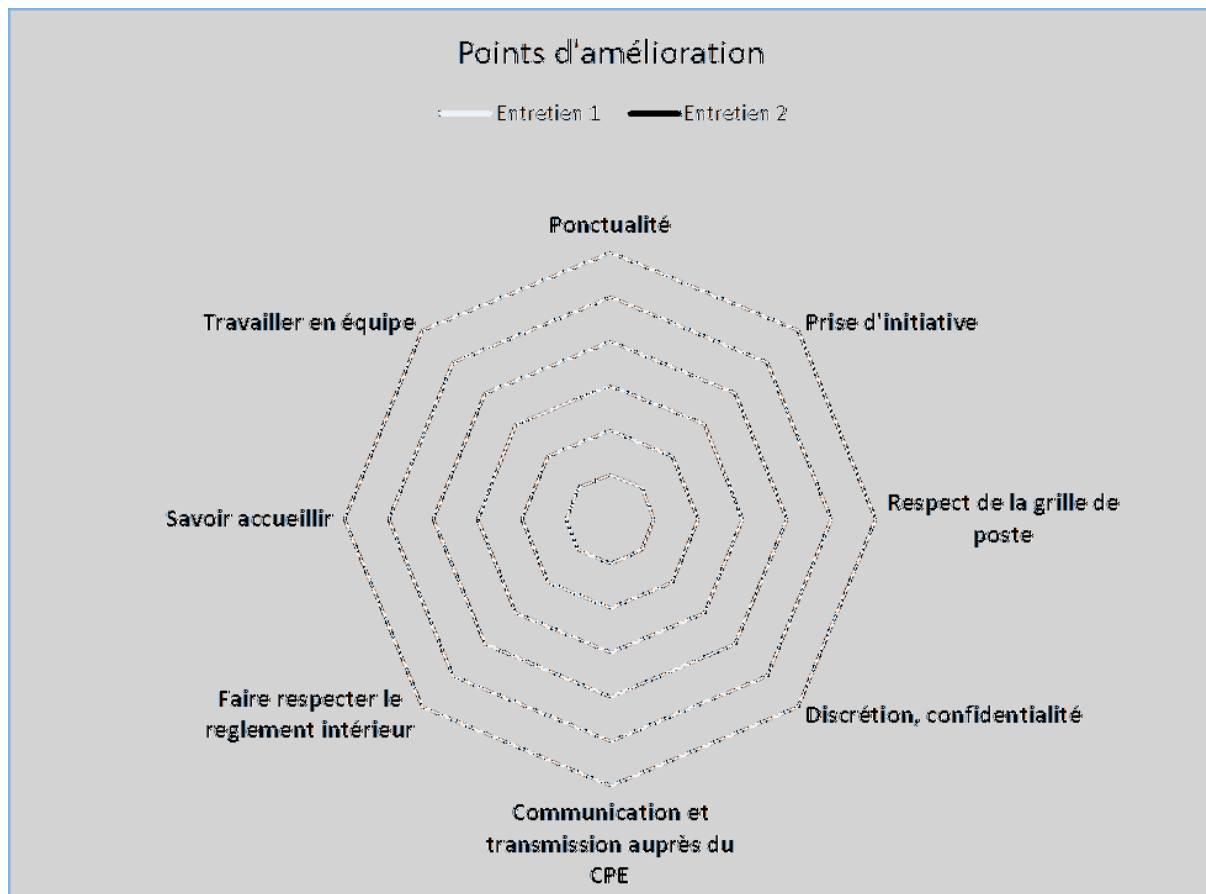 Points d'amélioration
Entretien 1
Entretien 2
Ponctualité
Travailler en équipe
Prise d'initiative
Savoir accueillir
Respect de la grille de
poste
Faire respecter le
reglement intérieur
Discrétion, confidentialité
Communication et
transmission auprès du
CPE